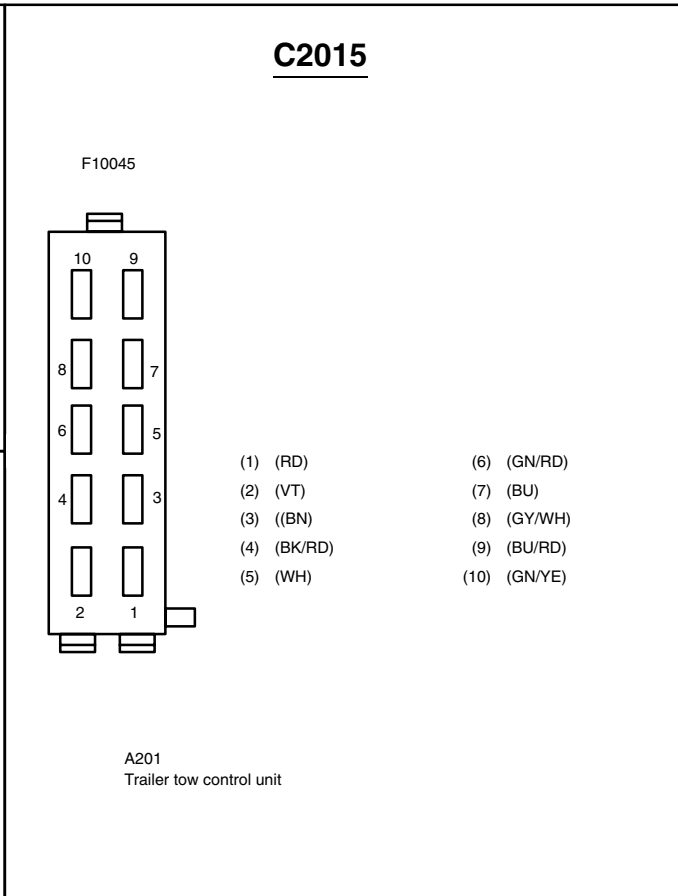 C2015
F10045
10 9
8 7
6 5
4 3
2 1
(1) (RD) (6) (GN/RD)
(2) (VT) (7) (BU)
(3) ((BN) (8) (GY/WH)
(4) (BK/RD) (9) (BU/RD)
(5) (WH) (10) (GN/YE)
A201
Trailer tow control unit